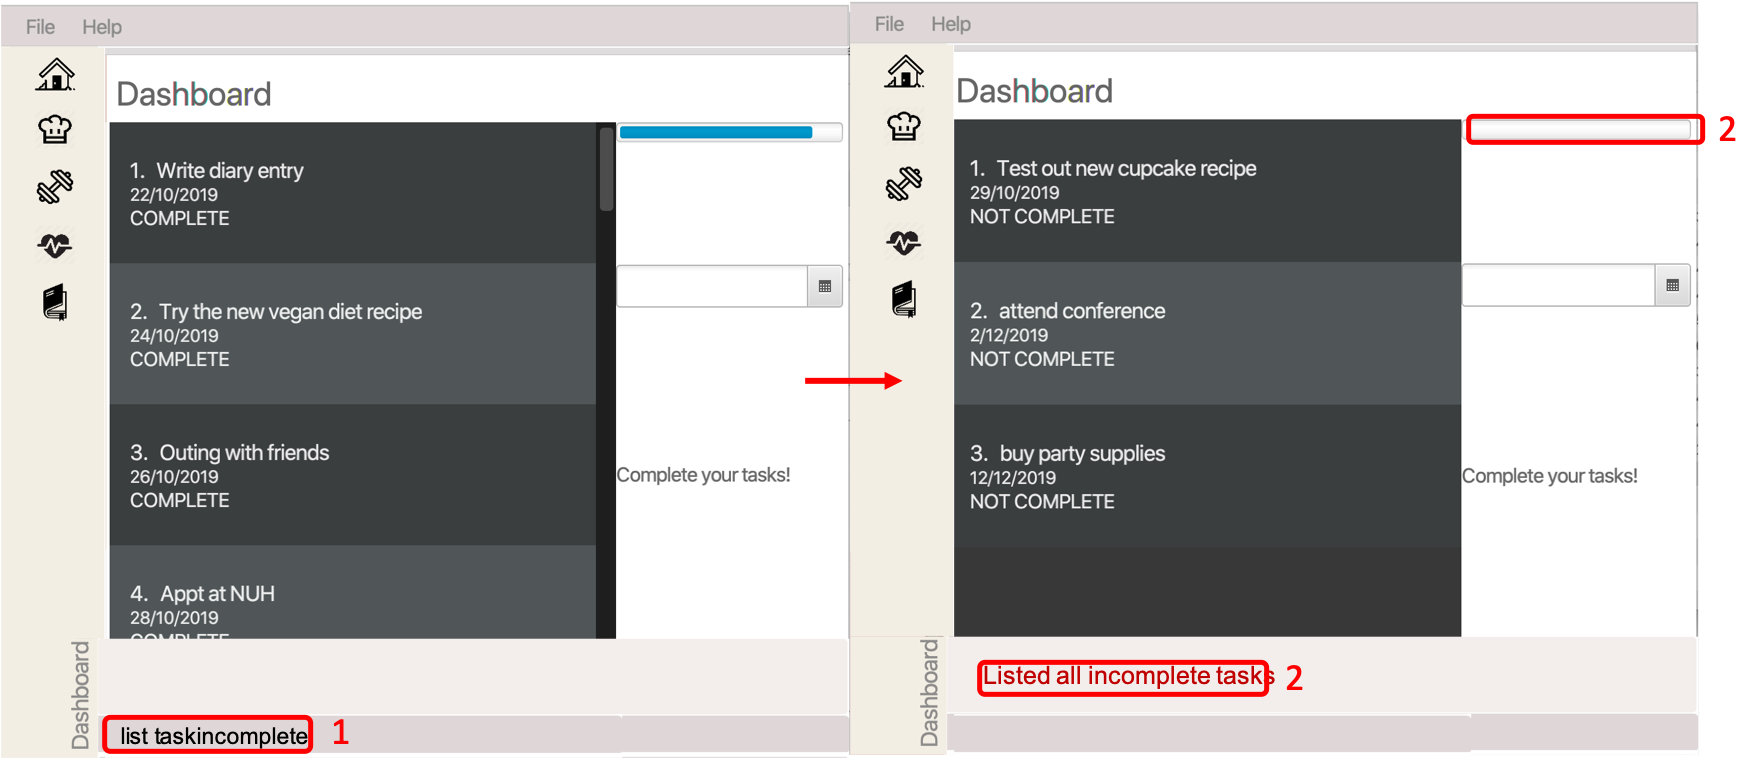 File Help
Dashboard
1. Write diary entry
22/10/2019
COMPLETE
2. Try the new vegan diet recipe
24/10/2019
COMPLETE
3. Outing with friends
26/10/2019
COMPLETE
4. Appt at NUH
28/10/2019
COMPLETE
Complete your tasks!
Dashboard
list taskincomplete
1
File Help
Dashboard
2
1. Test out new cupcake recipe
29/10/2019
NOT COMPLETE
2. attend conference
2/12/2019
NOT COMPLETE
3. buy party supplies
12/12/2019
NOT COMPLETE
Complete your tasks!
Dashboard
Listed all incomplete tasks
2